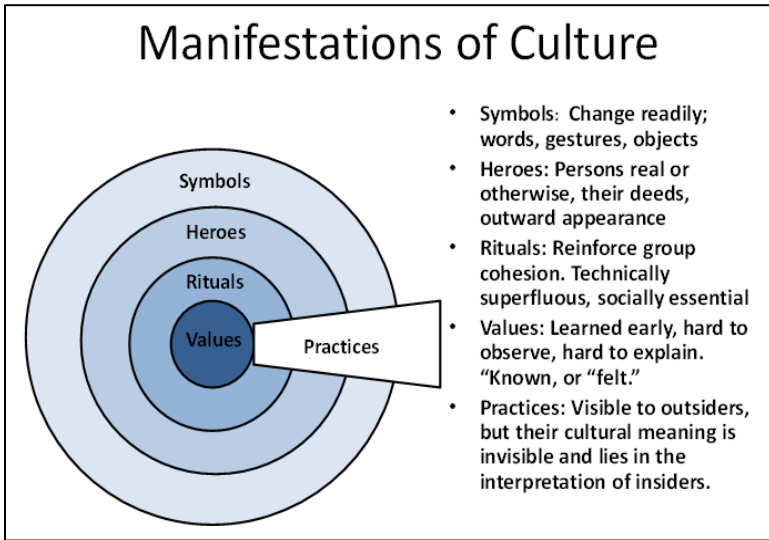 Manifestations of Culture
Symbols
Heroes
Rituals
Values
Practices
• Symbols: Change readily;
words, gestures, objects
• Heroes: Persons real or
otherwise, their deeds,
outward appearance
• Rituals: Reinforce group
cohesion. Technically
superfluous, socially essential
• Values: Learned early, hard to
observe, hard to explain.
“Known, or “felt.”
• Practices: Visible to outsiders,
but their cultural meaning is
invisible and lies in the
interpretation of insiders.